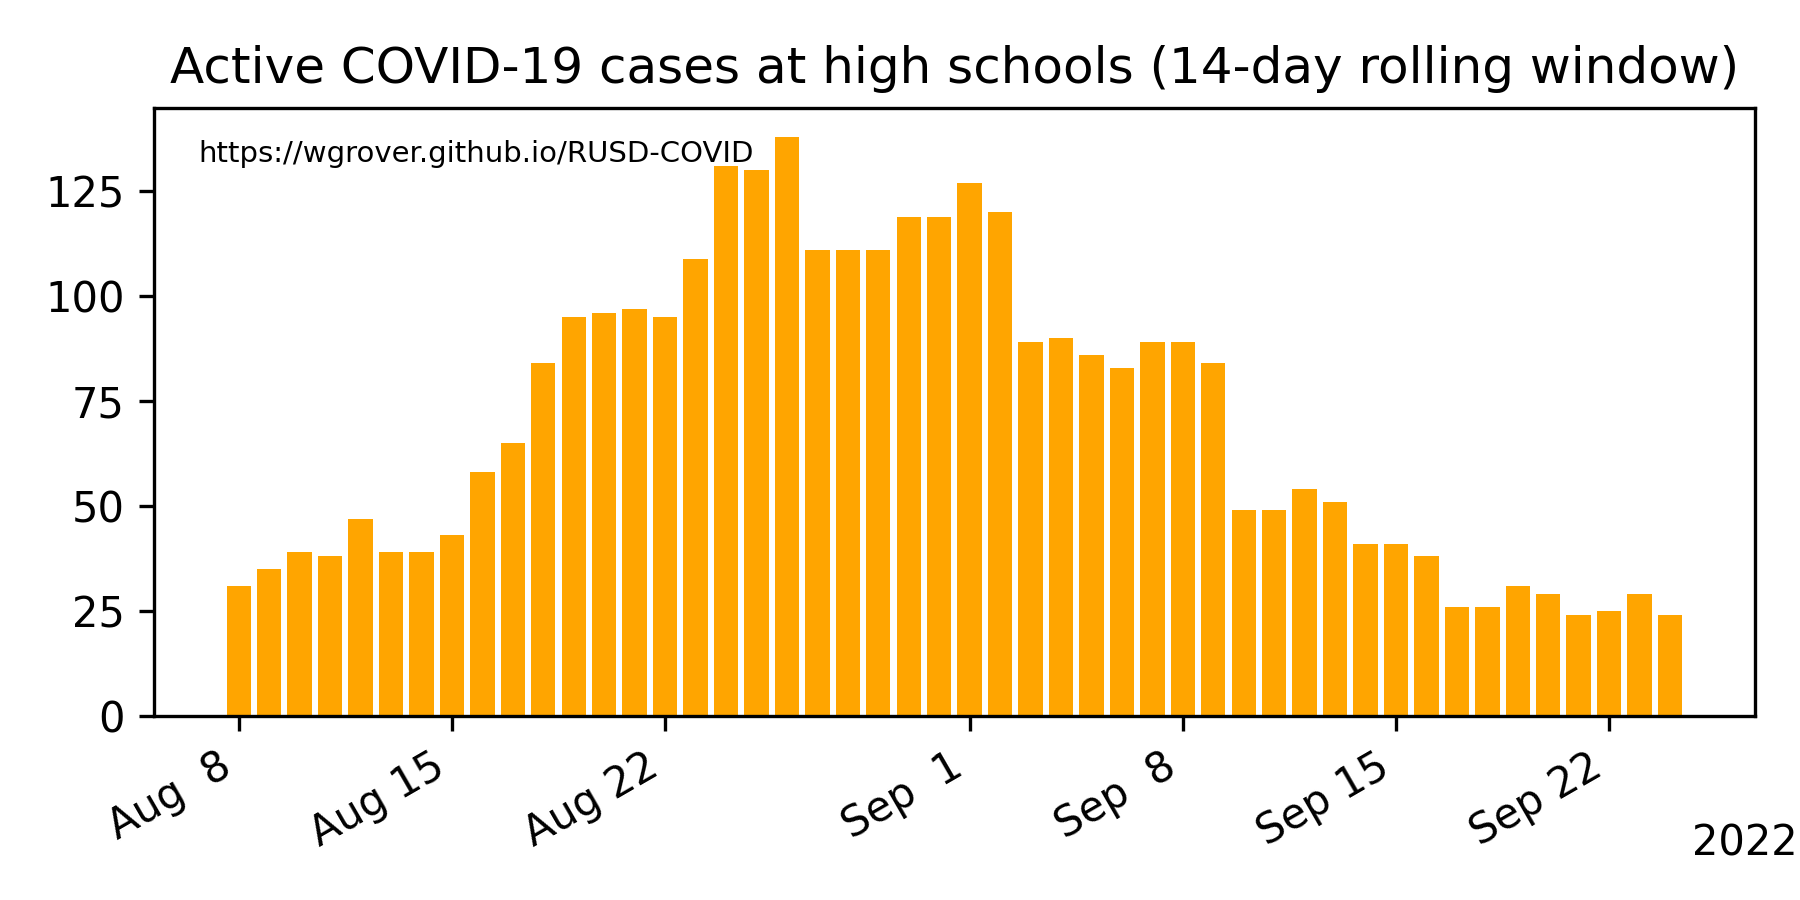 Active COVID-19 cases at high schools (14-day rolling window)
https://wgrover.github.io/RUSD-COVID
125
100
75
50
25
0
Aug 8
Aug 15
Aug 22
Sep 1
Sep 8
Sep 15
Sep 22
2022